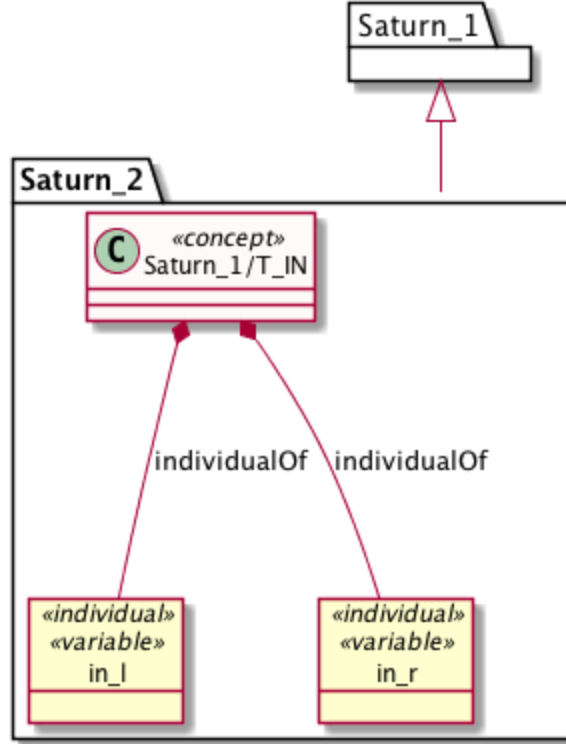 Saturn_1
Saturn_2
C
«concept»
Saturn_1/T_IN
individualOf
individualOf
«individual»
«variable»
in_l
«individual»
«variable»
in_r